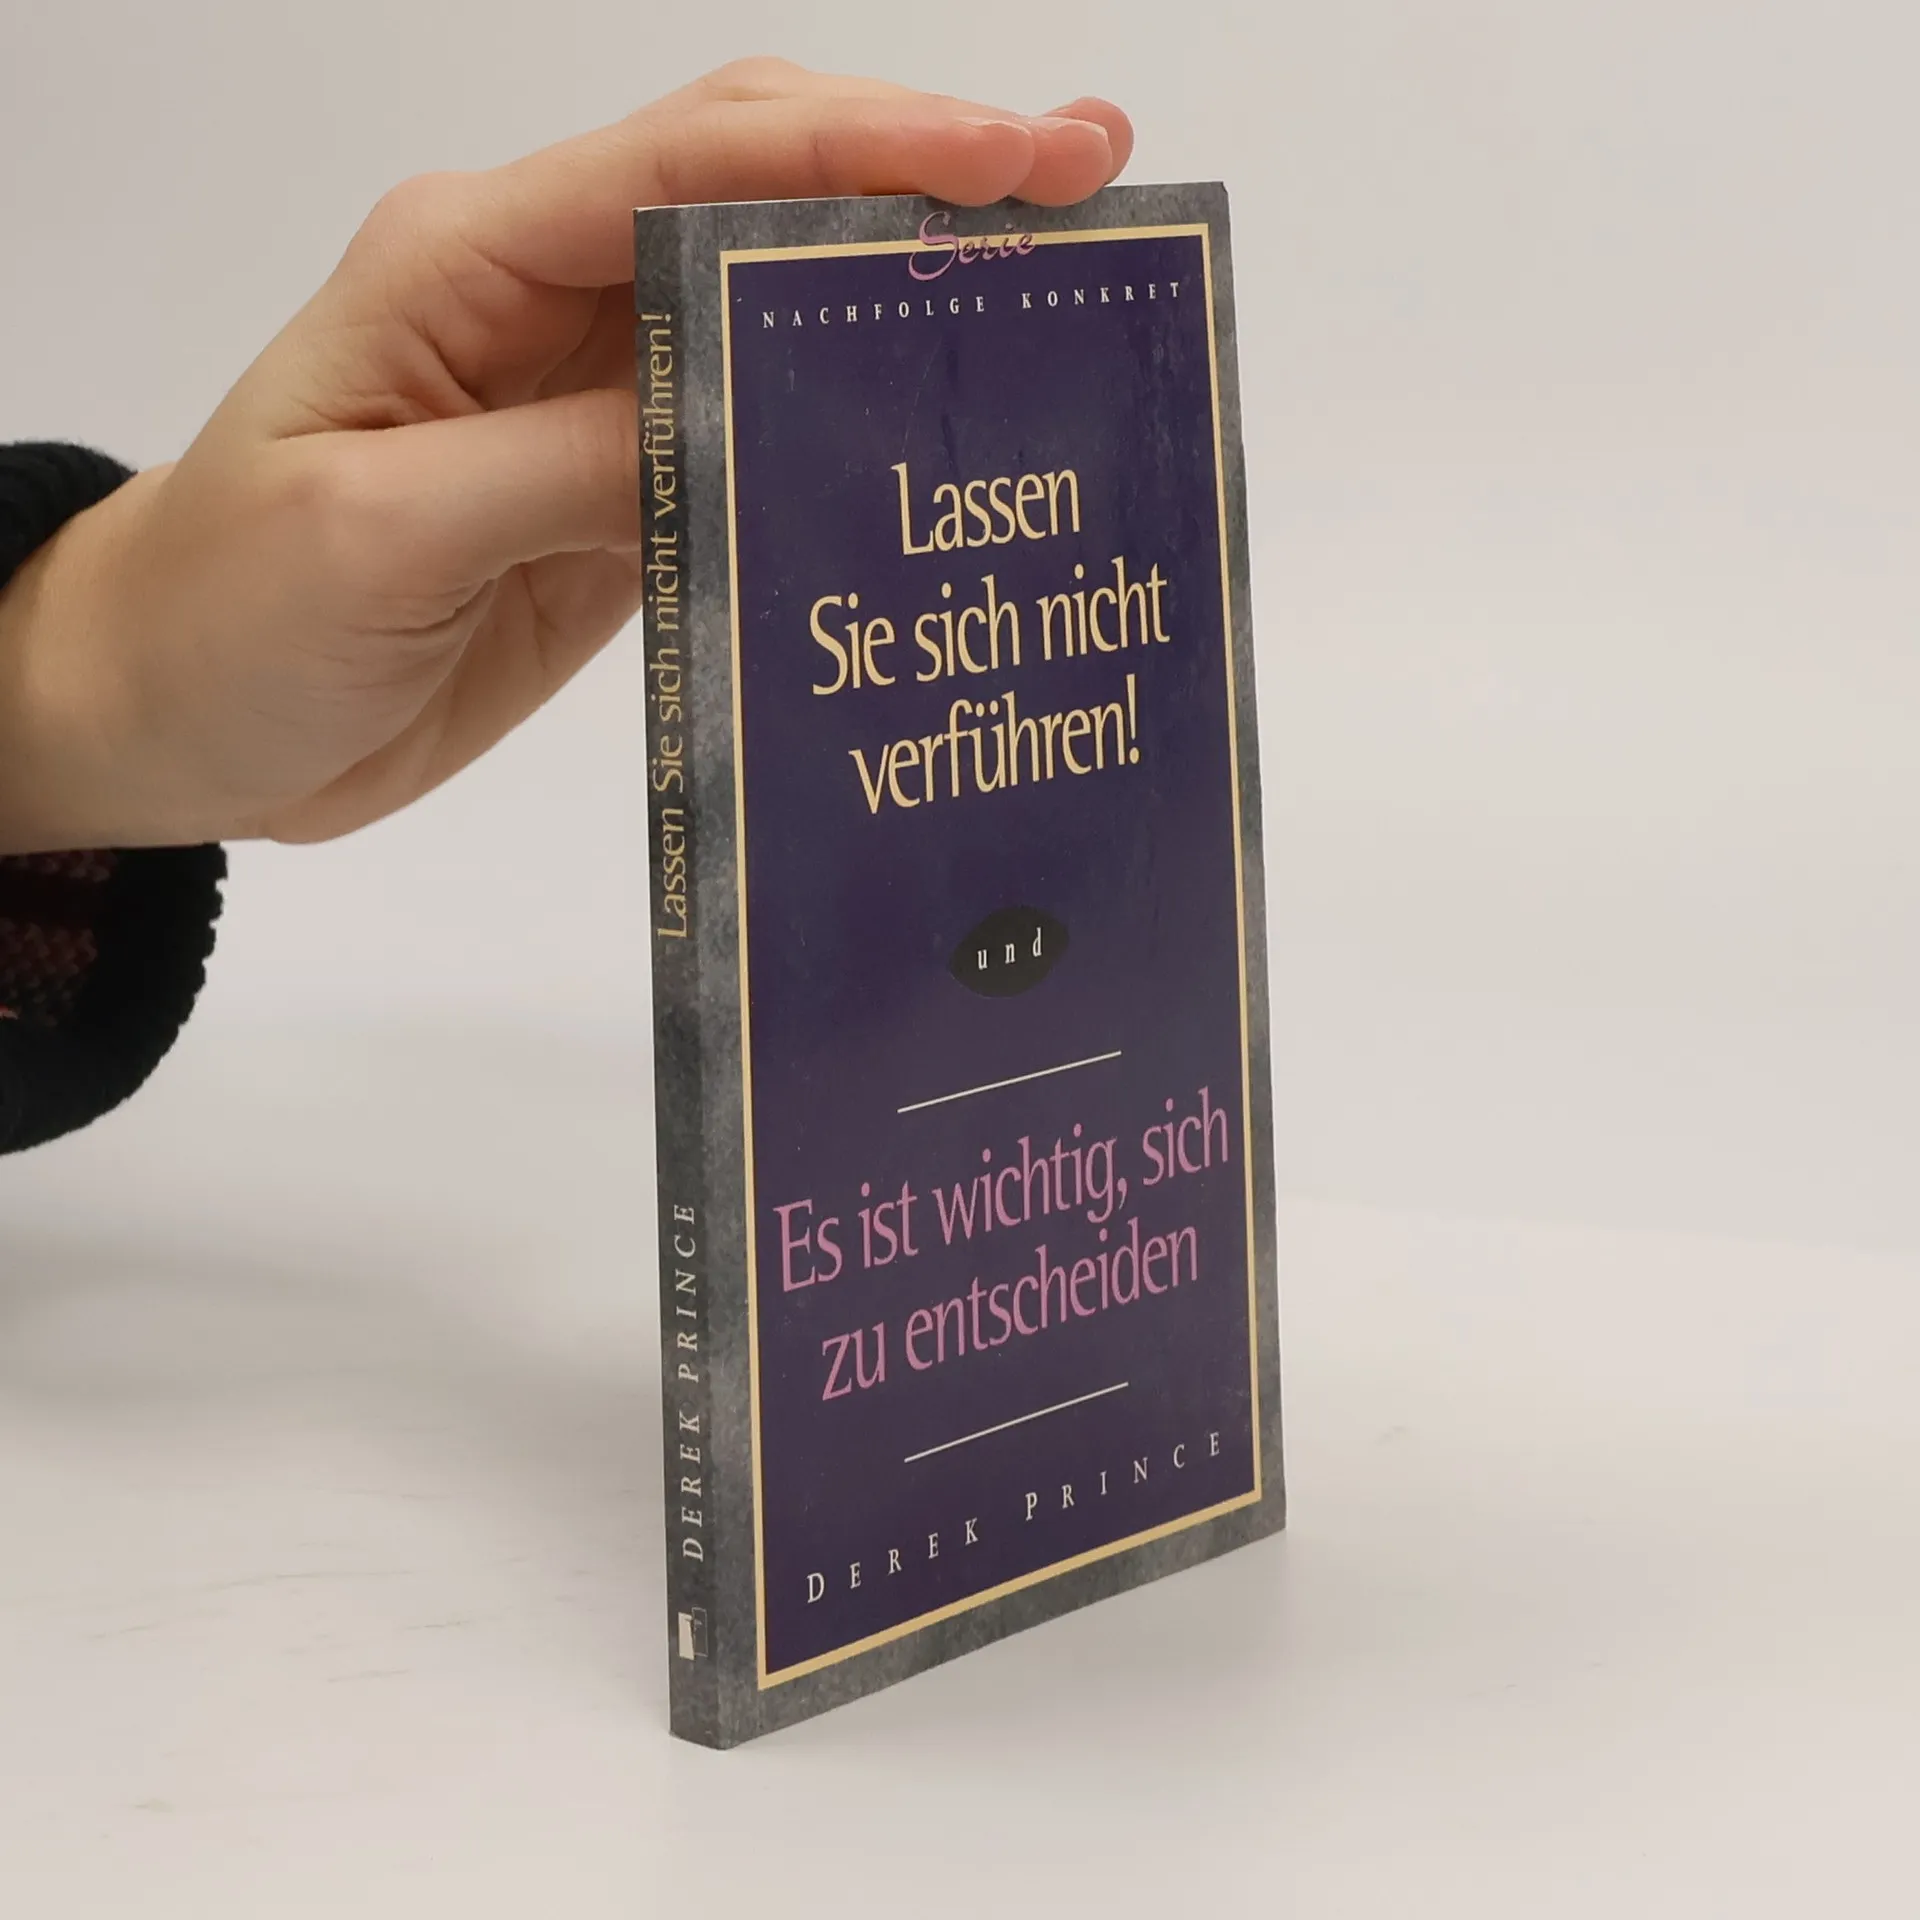 Serie
NACHFOLGE KONKRET
Lassen
Sie sich nicht
verführen!
und
Es ist wichtig, sich
zu entscheiden
DEREK PRINCE
Lassen Sie sich nicht verführen!
DEREK PRINCE